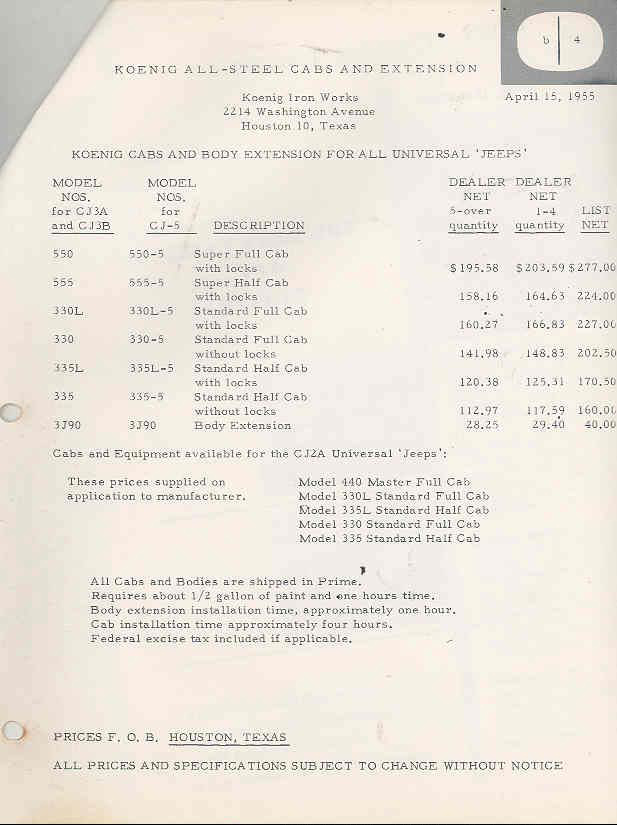 b 4
KOENIG ALL-STEEL CABS AND EXTENSION
Koenig Iron Works April 15, 1955
2214 Washington Avenue
Houston 10, Texas
KOENIG CABS AND BODY EXTENSION FOR ALL UNIVERSAL 'JEEPS'
MODEL MODEL DEALER DEALER
NOS. NOS. NET NET
for CJ3A for 5-over 1-4 LIST
and CJ3B CJ-5 DESCRIPTION quantity quantity NET
550 550-5 Super Full Cab
with locks $195.58 $203.59 $277.00
555 555-5 Super Half Cab
with locks 158.16 164.63 224.00
330L 330L-5 Standard Full Cab
with locks 160.27 166.83 227.00
330 330-5 Standard Full Cab
without locks 141.98 148.83 202.50
335L 335L-5 Standard Half Cab
with locks 120.38 125.31 170.50
335 335-5 Standard Half Cab
without locks 112.97 117.59 160.00
3J90 3J90 Body Extension 28.25 29.40 40.00
Cabs and Equipment available for the CJ2A Universal 'Jeeps':
These prices supplied on Model 440 Master Full Cab
application to manufacturer. Model 330L Standard Full Cab
Model 335L Standard Half Cab
Model 330 Standard Full Cab
Model 335 Standard Half Cab
All Cabs and Bodies are shipped in Prime.
Requires about 1/2 gallon of paint and one hours time.
Body extension installation time, approximately one hour.
Cab installation time approximately four hours.
Federal excise tax included if applicable.
PRICES F. O. B. HOUSTON, TEXAS
ALL PRICES AND SPECIFICATIONS SUBJECT TO CHANGE WITHOUT NOTICE